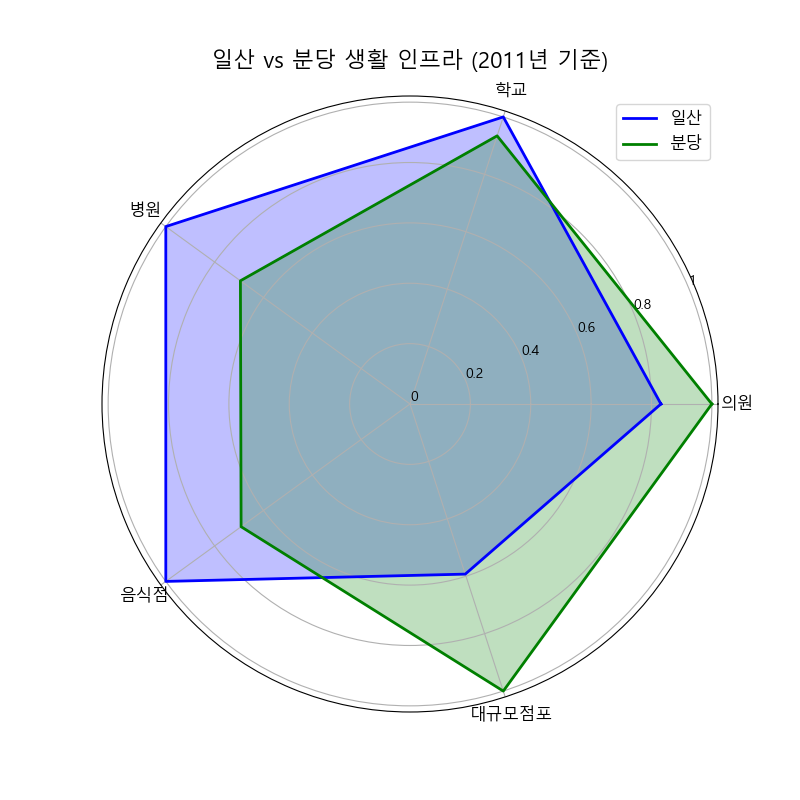 일산 vs 분당 생활 인프라 (2011년 기준)
학교
일산
분당
병원
1
0.8
0.6
0.4
0.2
0
의원
음식점
대규모점포